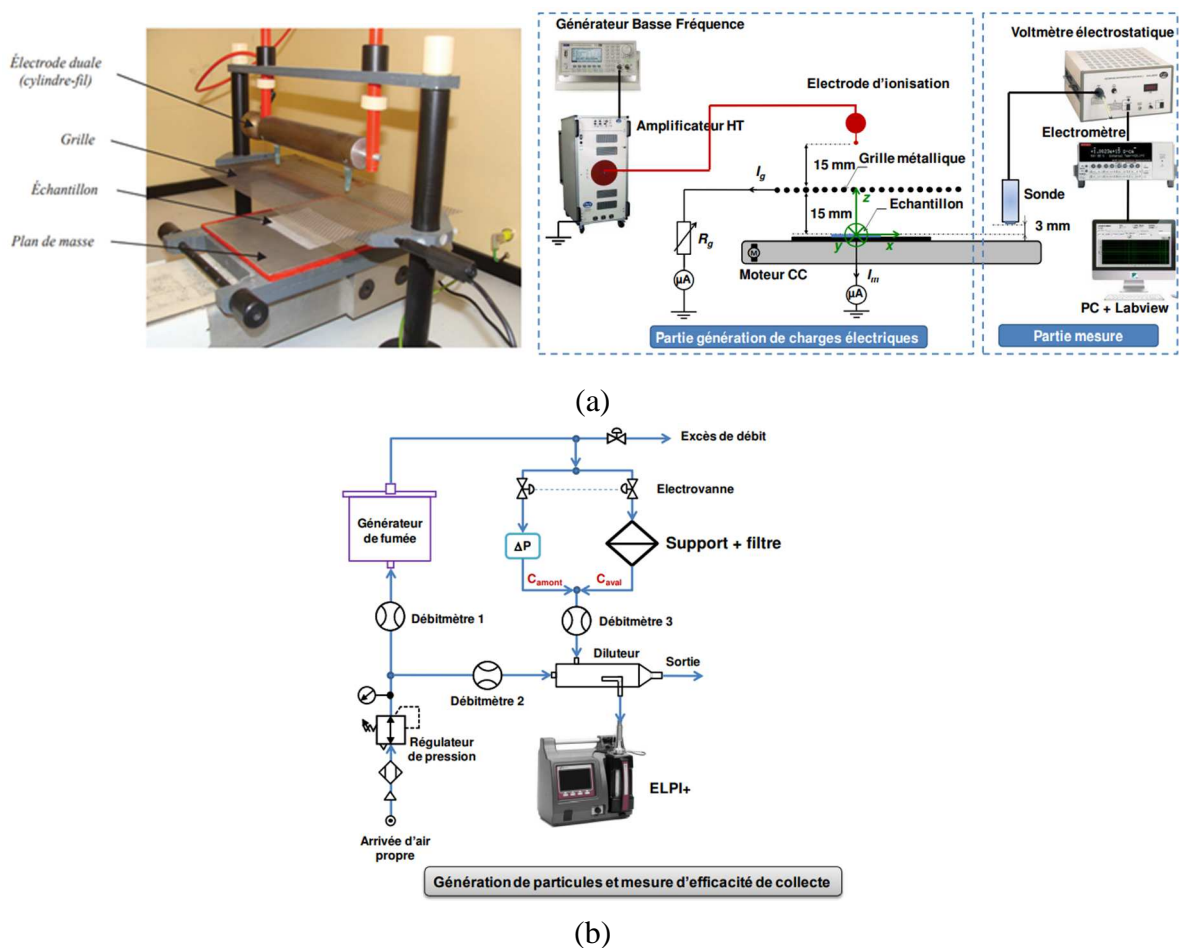 Électrode duale
(cylindre-fil)
Grille
Échantillon
Plan de masse
Générateur Basse Fréquence
Amplificateur HT
Electrode d'ionisation
15 mm
Grille métallique
I_g
z
15 mm
Echantillon
R_g
y
x
M
Moteur CC
I_m
µA
µA
Partie génération de charges électriques
Voltmètre électrostatique
Electromètre
Sonde
3 mm
PC + Labview
Partie mesure
(a)
Excès de débit
Electrovanne
Générateur
de fumée
ΔP
Support + filtre
C_amont
C_aval
Débitmètre 1
Débitmètre 3
Diluteur
Sortie
Débitmètre 2
Régulateur
de pression
ELPI+
Arrivée d'air
propre
Génération de particules et mesure d'efficacité de collecte
(b)